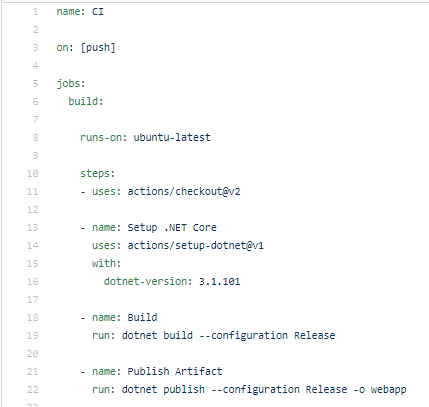 1 name: CI
2
3 on: [push]
4
5 jobs:
6   build:
7
8     runs-on: ubuntu-latest
9
10     steps:
11     - uses: actions/checkout@v2
12
13     - name: Setup .NET Core
14       uses: actions/setup-dotnet@v1
15       with:
16         dotnet-version: 3.1.101
17
18     - name: Build
19       run: dotnet build --configuration Release
20
21     - name: Publish Artifact
22       run: dotnet publish --configuration Release -o webapp